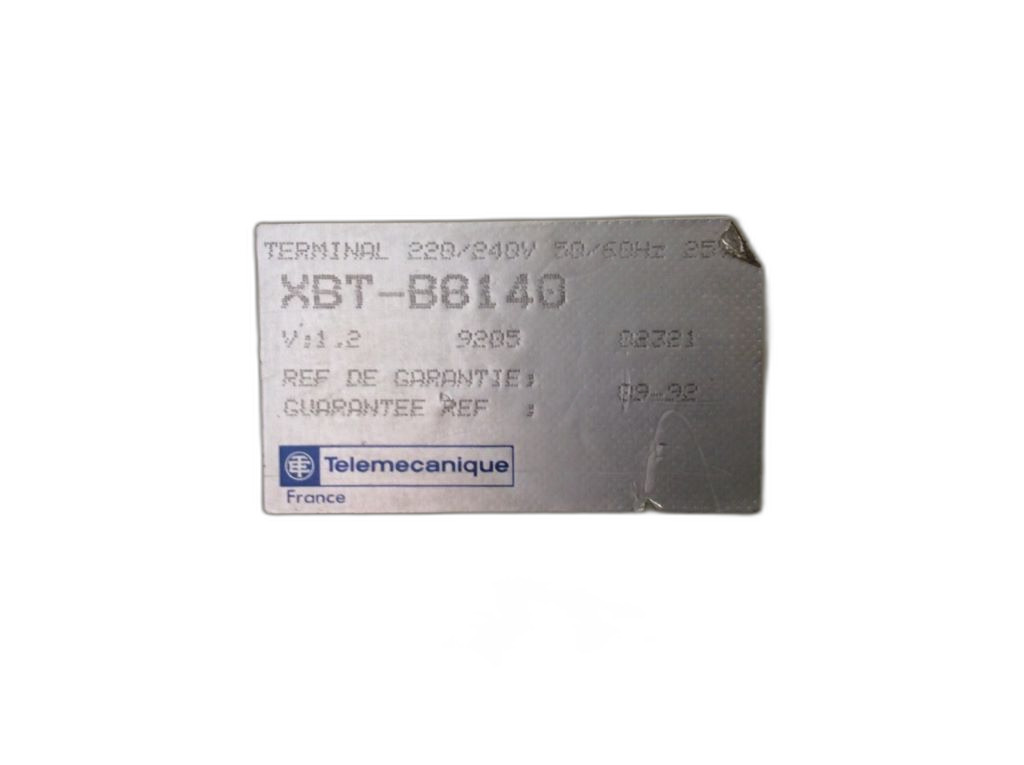 TERMINAL 220/240V 50/60Hz
XBT-B8140
V:1.2 9205 02321
REF DE GARANTIE:
GUARANTEE REF : 09-92
TE Telemecanique
France